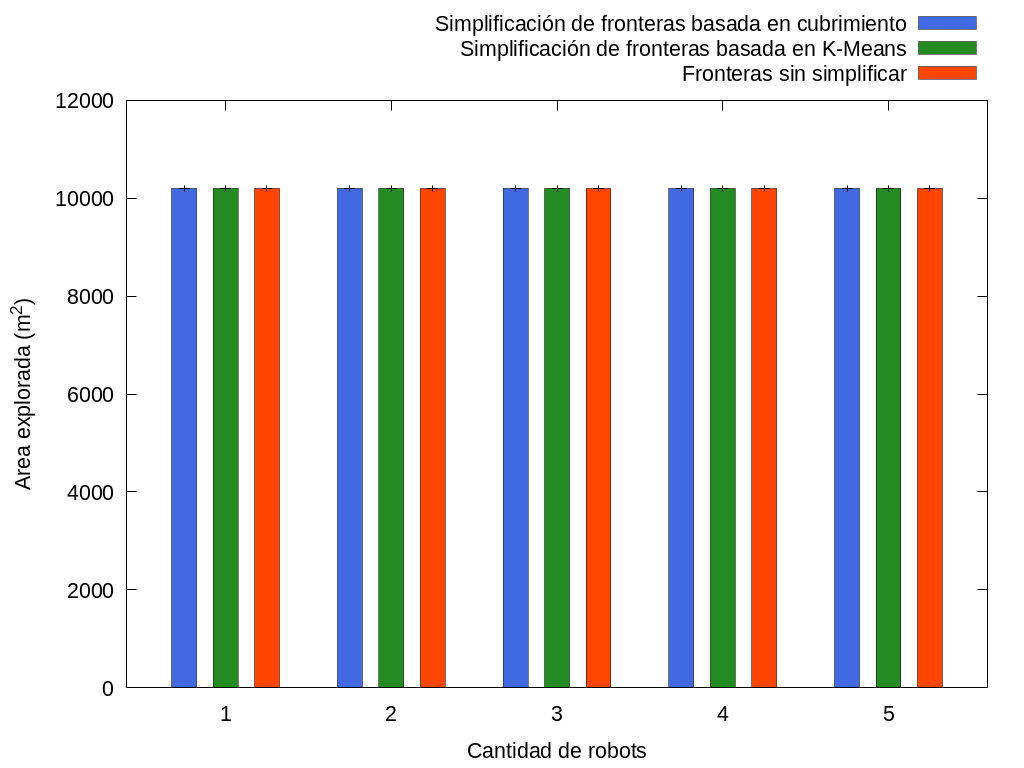 Simplificación de fronteras basada en cubrimiento
Simplificación de fronteras basada en K-Means
Fronteras sin simplificar
12000
10000
8000
6000
4000
2000
0
Area explorada (m²)
1 2 3 4 5
Cantidad de robots